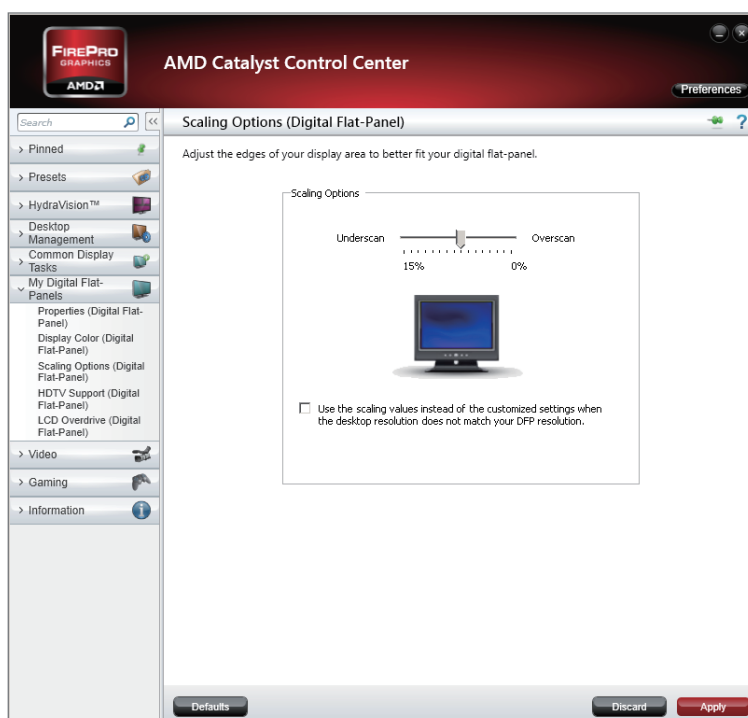 FIREPRO
GRAPHICS
AMD
AMD Catalyst Control Center
Preferences
Search
<<
Scaling Options (Digital Flat-Panel)
?
Adjust the edges of your display area to better fit your digital flat-panel.
> Pinned
> Presets
> HydraVision™
> Desktop
Management
> Common Display
Tasks
My Digital Flat-
Panels
Properties (Digital Flat-
Panel)
Display Color (Digital
Flat-Panel)
Scaling Options (Digital
Flat-Panel)
HDTV Support (Digital
Flat-Panel)
LCD Overdrive (Digital
Flat-Panel)
> Video
> Gaming
> Information
Scaling Options
Underscan
Overscan
15%
0%
Use the scaling values instead of the customized settings when
the desktop resolution does not match your DFP resolution.
Defaults
Discard
Apply